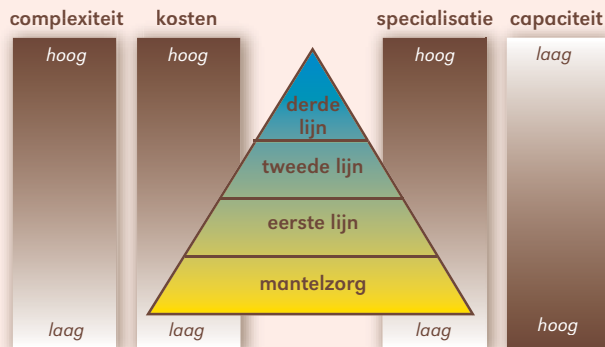 complexiteit kosten specialisatie capaciteit
hoog hoog hoog laag
derde
lijn
tweede lijn
eerste lijn
mantelzorg
laag laag laag hoog